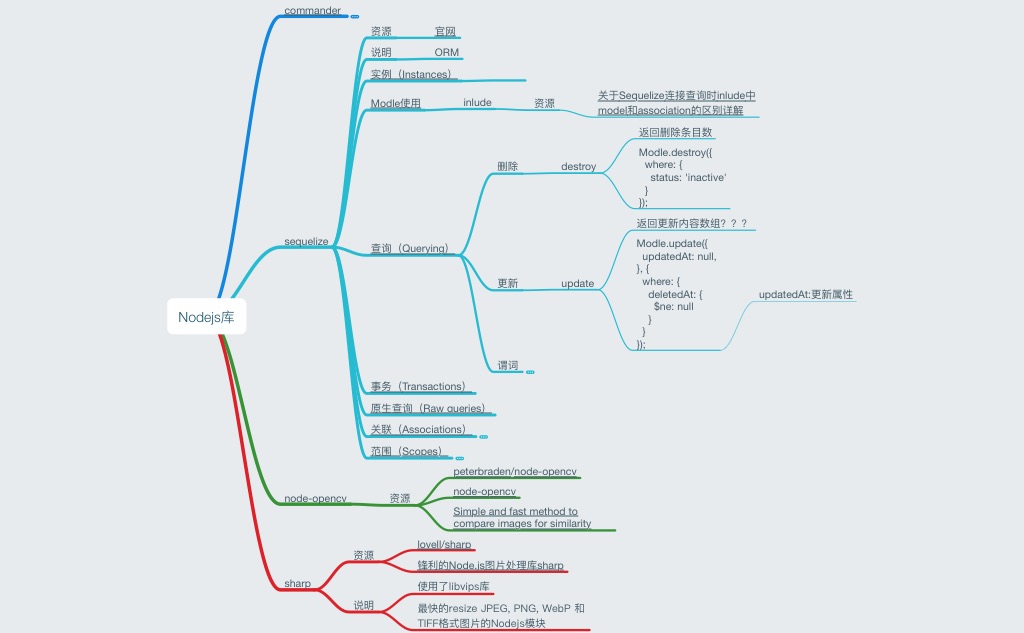 commander
资源
官网
说明
ORM
实例（Instances）
关于Sequelize连接查询时inlude中
model和association的区别详解
Modle使用
inlude
资源
返回删除条目数
Modle.destroy({
where: {
status: 'inactive'
}
});
删除
destroy
返回更新内容数组？？？
sequelize
查询（Querying）
Modle.update({
updatedAt: null,
}, {
where: {
deletedAt: {
$ne: null
}
}
});
更新
update
updatedAt:更新属性
Nodejs库
谓词
事务（Transactions）
原生查询（Raw queries）
关联（Associations）
范围（Scopes）
peterbraden/node-opencv
node-opencv
资源
node-opencv
Simple and fast method to
compare images for similarity
lovell/sharp
资源
锋利的Node.js图片处理库sharp
sharp
使用了libvips库
说明
最快的resize JPEG, PNG, WebP 和
TIFF格式图片的Nodejs模块